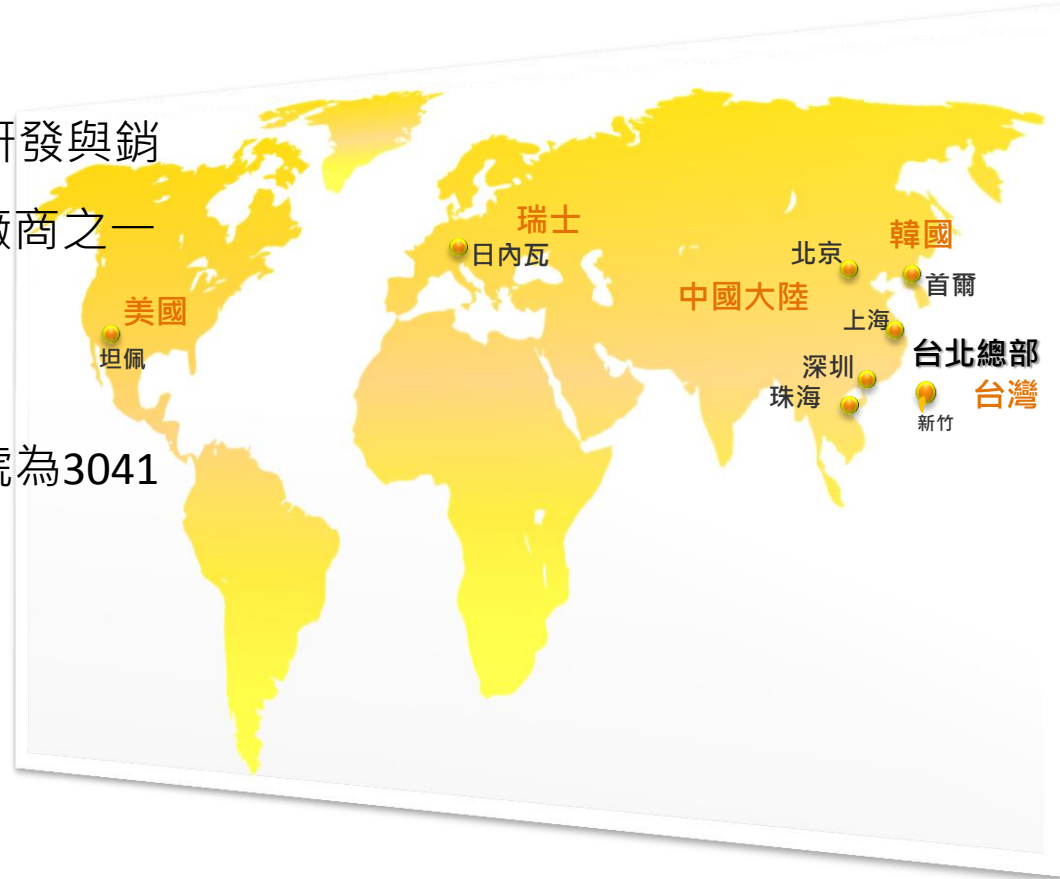 研發與銷
廠商之一
號為3041
瑞士
日內瓦
美國
坦佩
韓國
首爾
北京
中國大陸
上海
台北總部
深圳
台灣
珠海
新竹